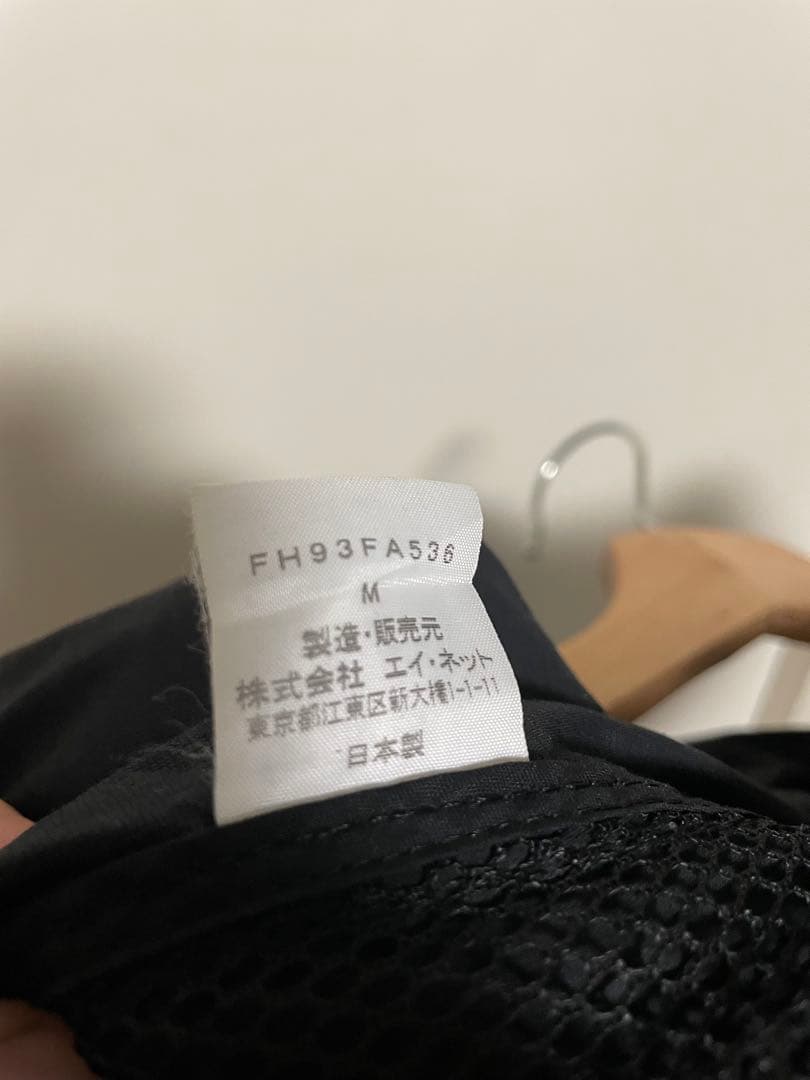 FH93FA536
M
製造・販売元
株式会社 エイ・ネット
東京都江東区新大橋1-1-11
日本製